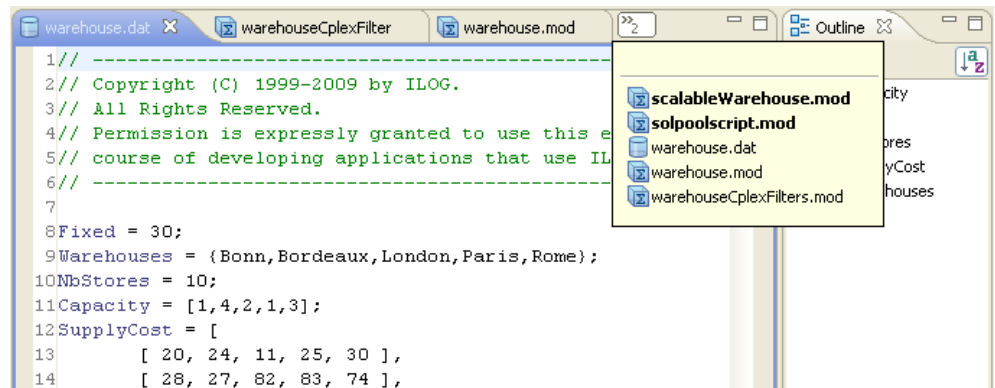 warehouse.dat warehouseCplexFilter warehouse.mod »2 Outline
1// ---------------------------------------------
2// Copyright (C) 1999-2009 by ILOG.
3// All Rights Reserved.
4// Permission is expressly granted to use this e
5// course of developing applications that use IL
6// ---------------------------------------------
7
8Fixed = 30;
9Warehouses = {Bonn,Bordeaux,London,Paris,Rome};
10NbStores = 10;
11Capacity = [1,4,2,1,3];
12SupplyCost = [
13 [ 20, 24, 11, 25, 30 ],
14 [ 28, 27, 82, 83, 74 ],
scalableWarehouse.mod
solpoolscript.mod
warehouse.dat
warehouse.mod
warehouseCplexFilters.mod
a
z
city
ores
yCost
houses